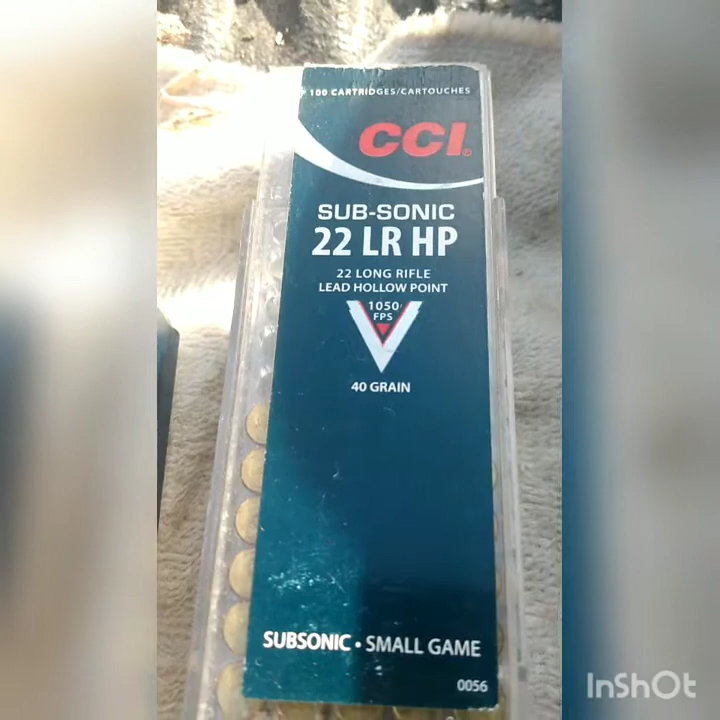 100 CARTRIDGES/CARTOUCHES
CCI®
SUB-SONIC
22 LR HP
22 LONG RIFLE
LEAD HOLLOW POINT
1050
FPS
40 GRAIN
SUBSONIC • SMALL GAME
0056
InShOt